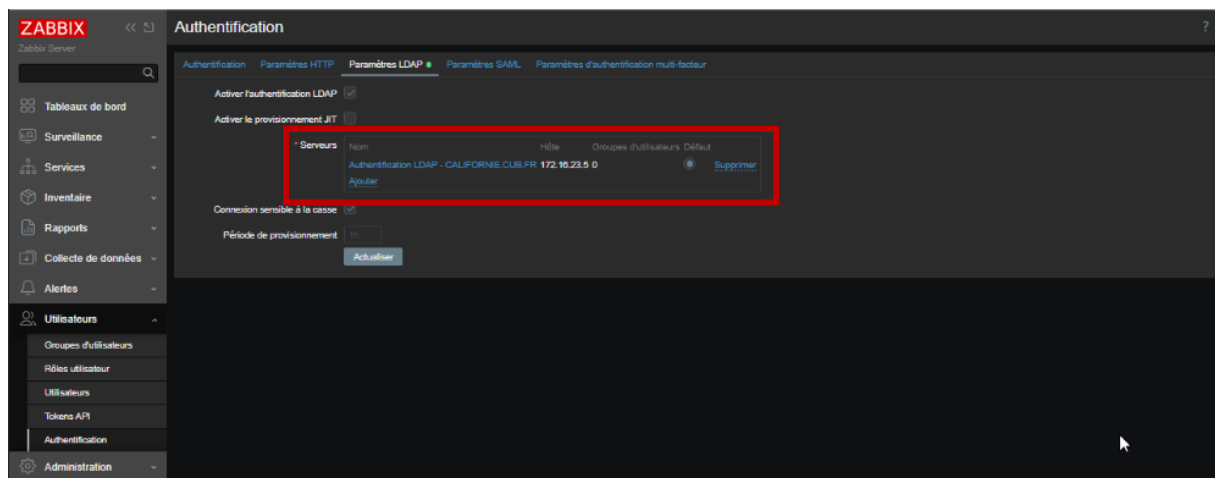 ZABBIX
Authentification
?
Zabbix Server
Authentification Paramètres HTTP Paramètres LDAP Paramètres SAML Paramètres d'authentification multi-facteur
Activer l'authentification LDAP
Activer le provisionnement JIT
* Serveurs
Nom Hôte Groupes d'utilisateurs Défaut
Authentification LDAP - CALIFORNIE.CUB.FR 172.16.23.5 0 Supprimer
Ajouter
Connexion sensible à la casse
Période de provisionnement 1h
Actualiser
Tableaux de bord
Surveillance
Services
Inventaire
Rapports
Collecte de données
Alertes
Utilisateurs
Groupes d'utilisateurs
Rôles utilisateur
Utilisateurs
Tokens API
Authentification
Administration